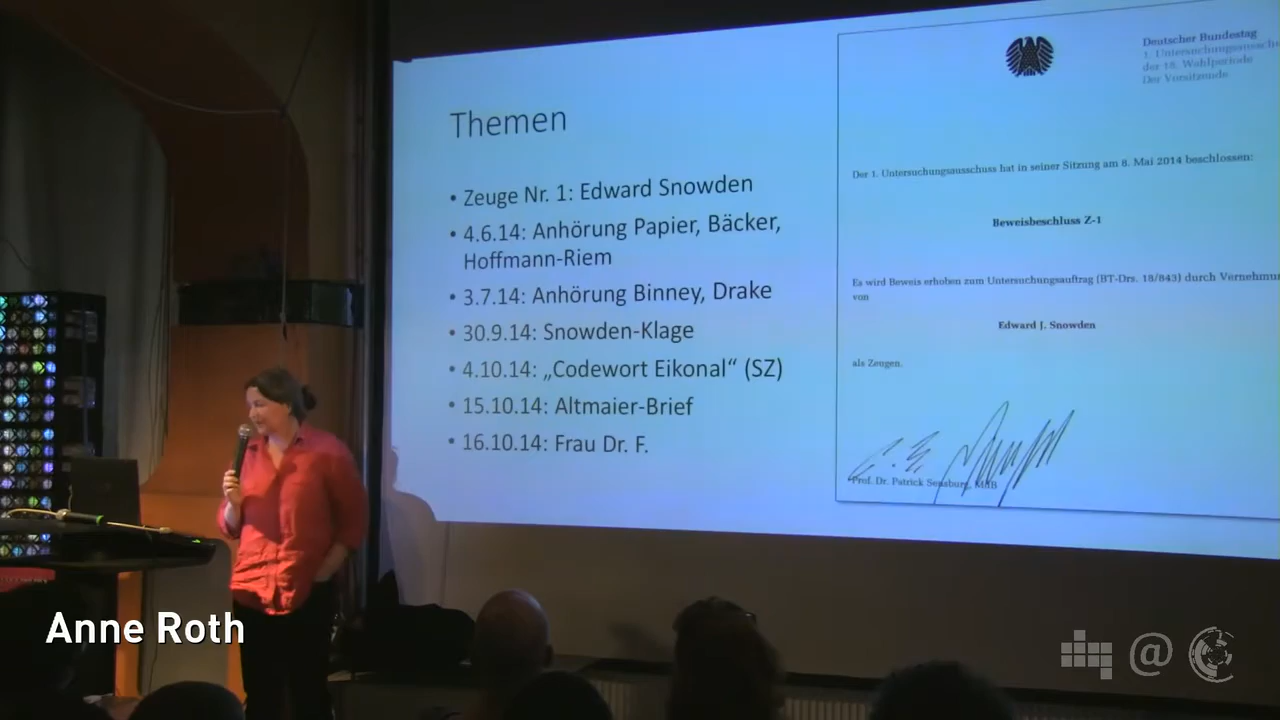 Themen
• Zeuge Nr. 1: Edward Snowden
• 4.6.14: Anhörung Papier, Bäcker,
Hoffmann-Riem
• 3.7.14: Anhörung Binney, Drake
• 30.9.14: Snowden-Klage
• 4.10.14: „Codewort Eikonal“ (SZ)
• 15.10.14: Altmaier-Brief
• 16.10.14: Frau Dr. F.
Deutscher Bundestag
1. Untersuchungsaussch
der 18. Wahlperiode
Der Vorsitzende
Der 1. Untersuchungsausschuss hat in seiner Sitzung am 8. Mai 2014 beschlossen:
Beweisbeschluss Z-1
Es wird Beweis erhoben zum Untersuchungsauftrag (BT-Drs. 18/843) durch Vernehmu
von
Edward J. Snowden
als Zeugen.
Prof. Dr. Patrick Sensburg, MdB
Anne Roth
@